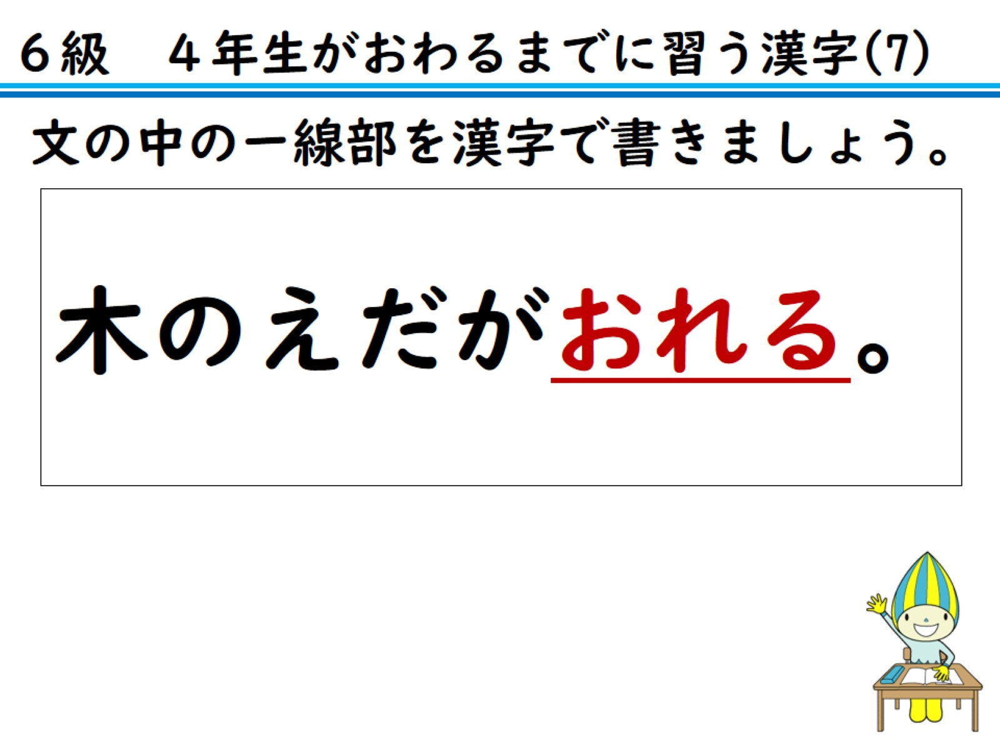 ６級　４年生がおわるまでに習う漢字(7)
文の中の―線部を漢字で書きましょう。
木のえだがおれる。